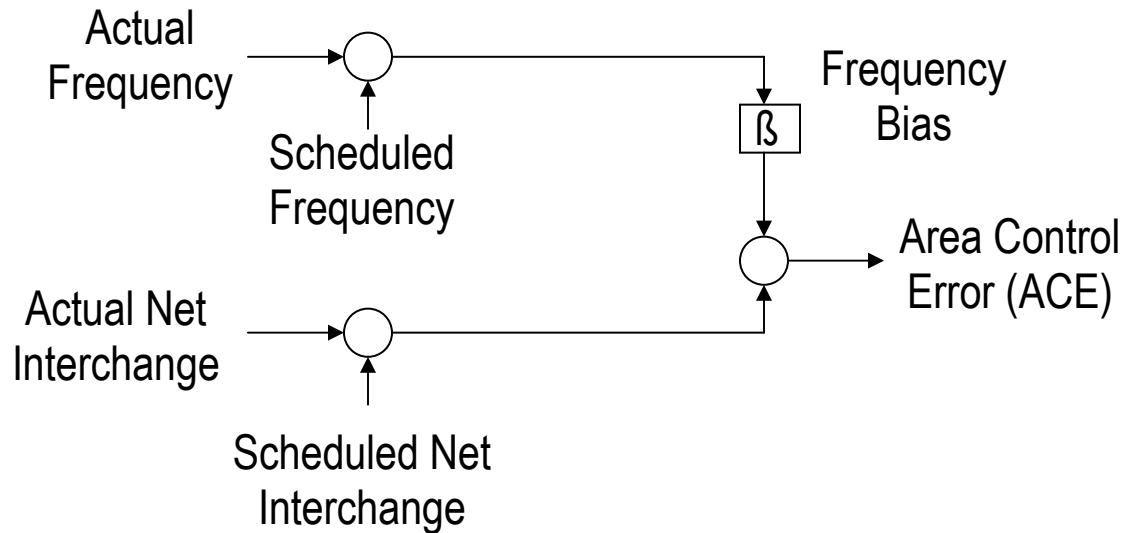 Actual
Frequency
Scheduled
Frequency
ß
Frequency
Bias
Area Control
Error (ACE)
Actual Net
Interchange
Scheduled Net
Interchange